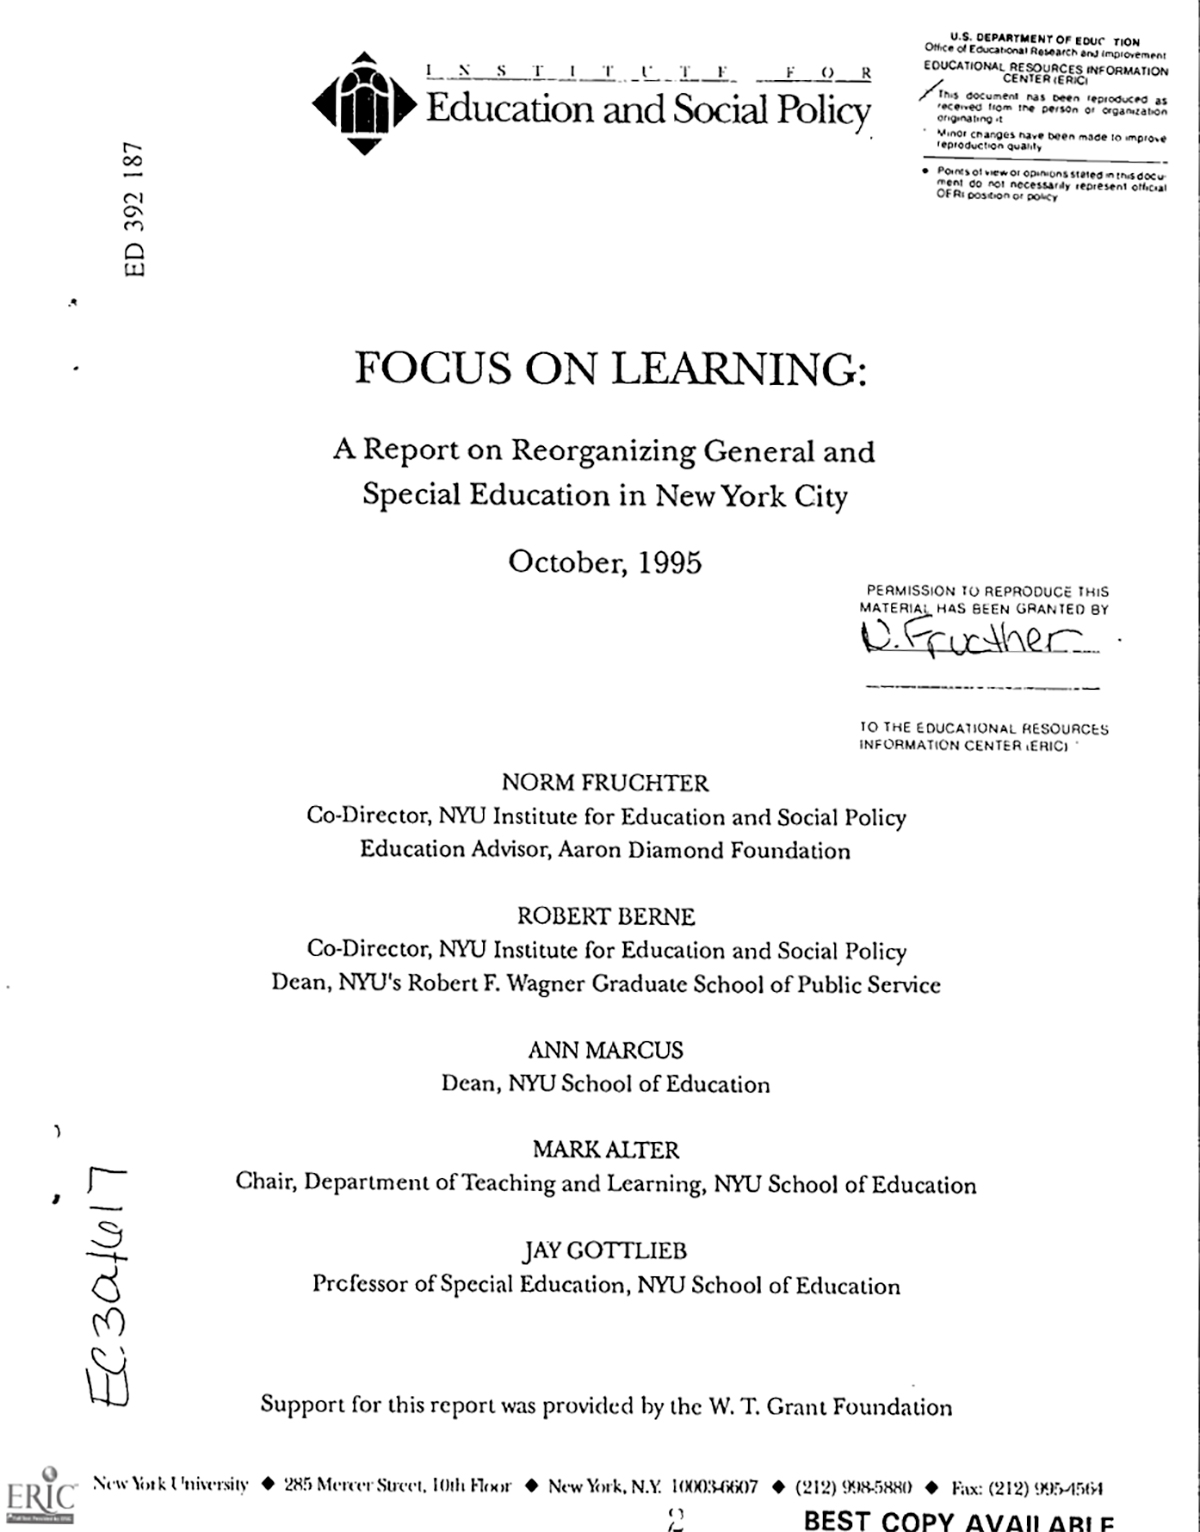 INSTITUTE FOR
Education and Social Policy
U.S. DEPARTMENT OF EDUC TION
Office of Educational Research and Improvement
EDUCATIONAL RESOURCES INFORMATION
CENTER (ERIC)
This document has been reproduced as
received from the person or organization
originating it
Minor changes have been made to improve
reproduction quality
• Points of view or opinions stated in this docu-
ment do not necessarily represent official
OERI position or policy
ED 392 187
FOCUS ON LEARNING:
A Report on Reorganizing General and
Special Education in New York City
October, 1995
PERMISSION TO REPRODUCE THIS
MATERIAL HAS BEEN GRANTED BY
N. Fructher
TO THE EDUCATIONAL RESOURCES
INFORMATION CENTER (ERIC)
NORM FRUCHTER
Co-Director, NYU Institute for Education and Social Policy
Education Advisor, Aaron Diamond Foundation
ROBERT BERNE
Co-Director, NYU Institute for Education and Social Policy
Dean, NYU's Robert F. Wagner Graduate School of Public Service
ANN MARCUS
Dean, NYU School of Education
MARK ALTER
Chair, Department of Teaching and Learning, NYU School of Education
JAY GOTTLIEB
Professor of Special Education, NYU School of Education
Support for this report was provided by the W. T. Grant Foundation
New York University ◆ 285 Mercer Street, 10th Floor ◆ New York, N.Y. 10003-6607 ◆ (212) 998-5880 ◆ Fax: (212) 995-4564
ERIC
2
BEST COPY AVAILABLE